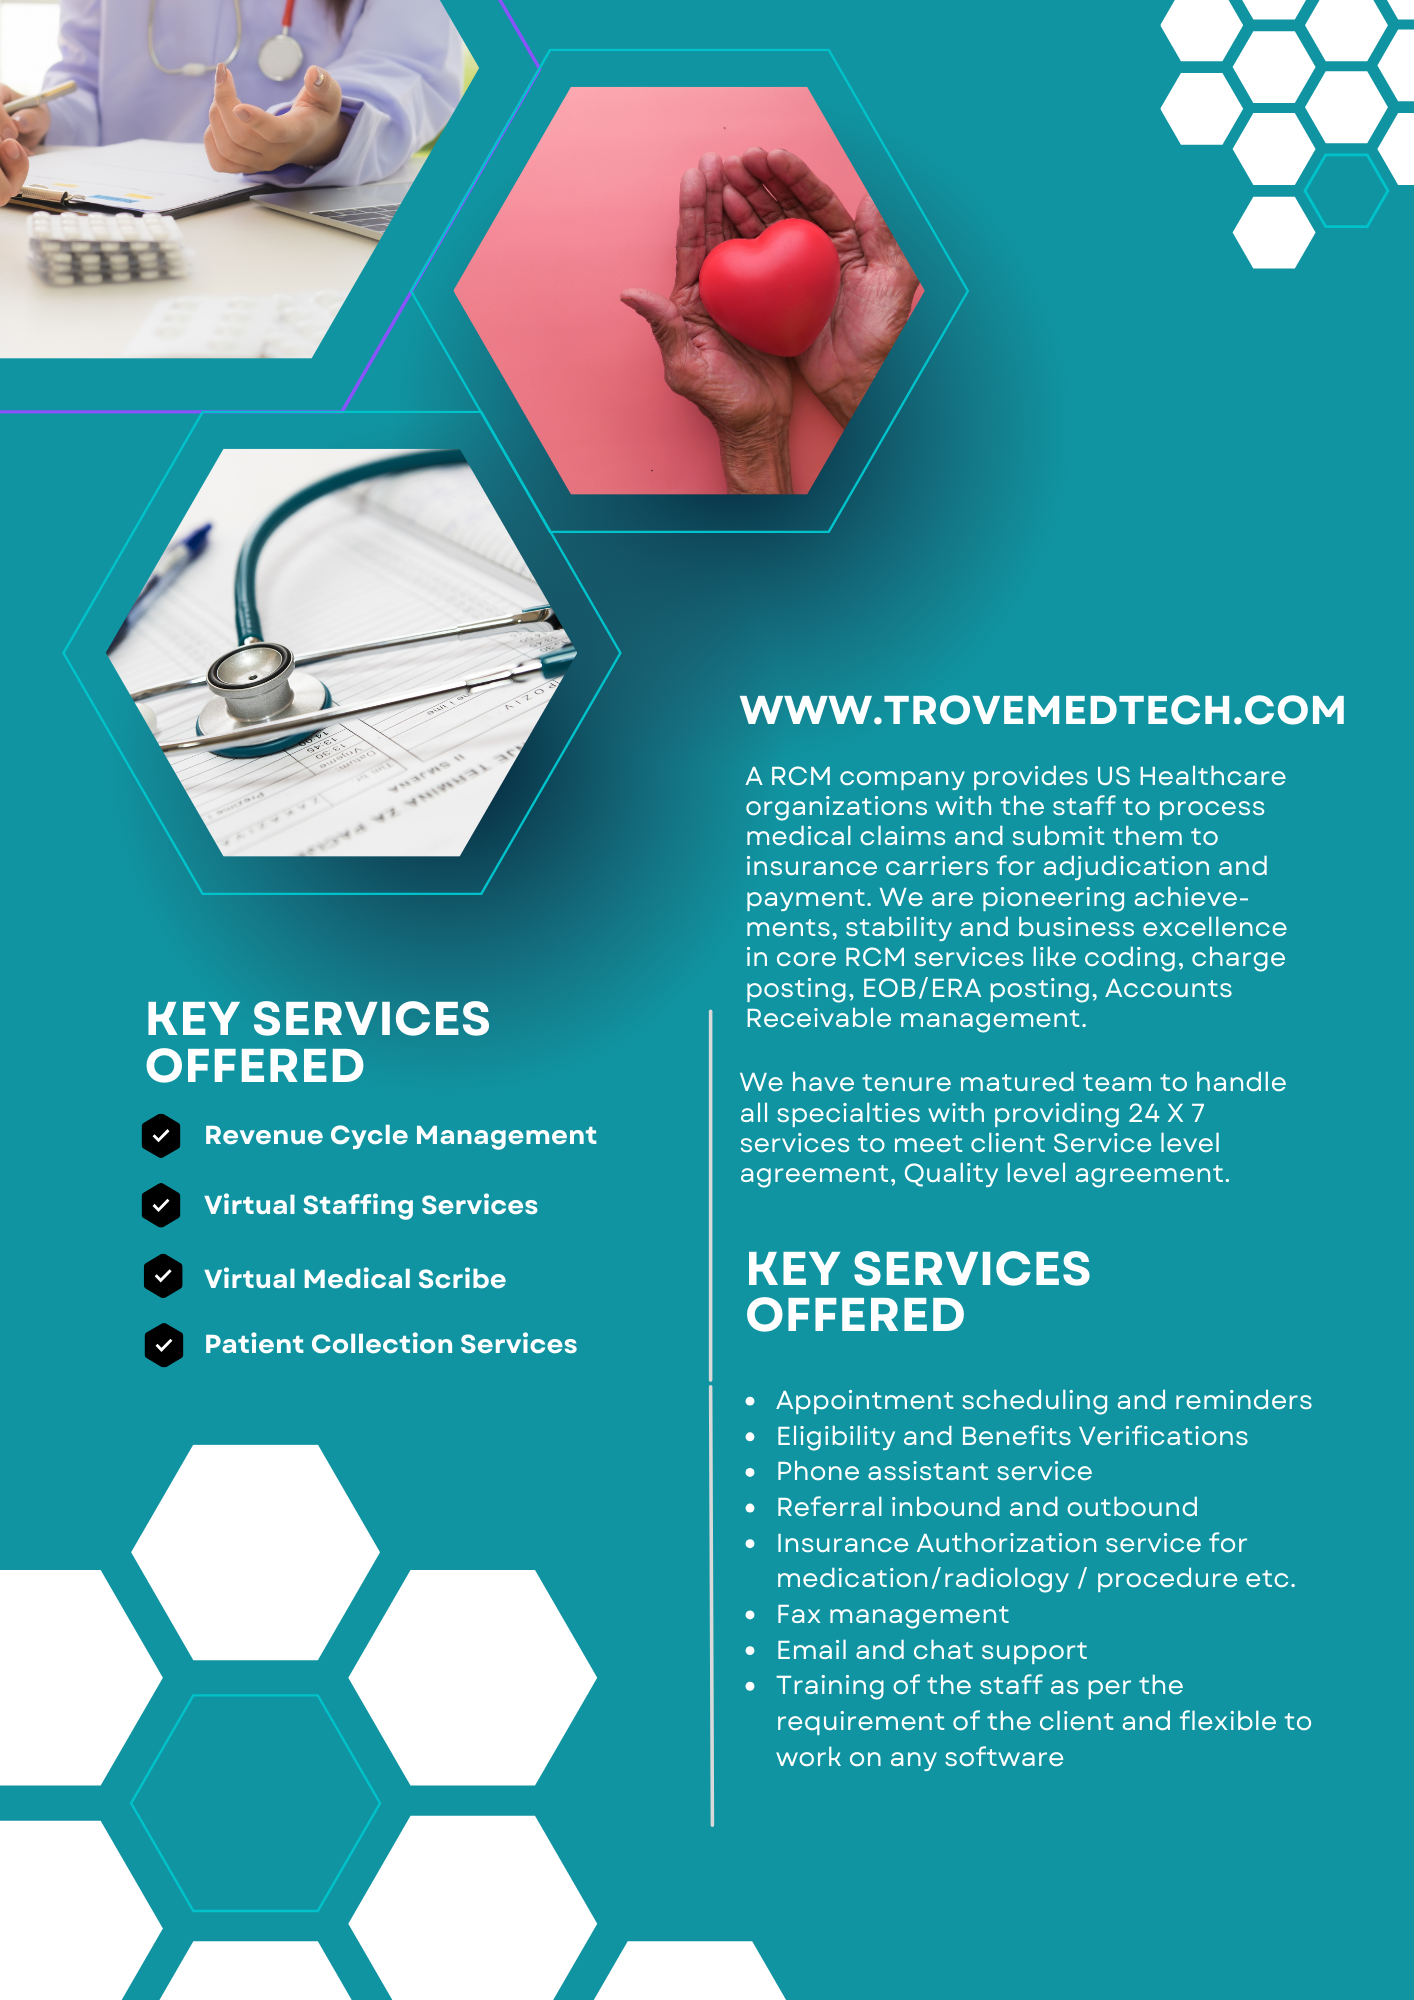 WWW.TROVEMEDTECH.COM
A RCM company provides US Healthcare
organizations with the staff to process
medical claims and submit them to
insurance carriers for adjudication and
payment. We are pioneering achieve-
ments, stability and business excellence
in core RCM services like coding, charge
posting, EOB/ERA posting, Accounts
Receivable management.
We have tenure matured team to handle
all specialties with providing 24 X 7
services to meet client Service level
agreement, Quality level agreement.
KEY SERVICES
OFFERED
Revenue Cycle Management
Virtual Staffing Services
Virtual Medical Scribe
Patient Collection Services
KEY SERVICES
OFFERED
• Appointment scheduling and reminders
• Eligibility and Benefits Verifications
• Phone assistant service
• Referral inbound and outbound
• Insurance Authorization service for
medication/radiology / procedure etc.
• Fax management
• Email and chat support
• Training of the staff as per the
requirement of the client and flexible to
work on any software